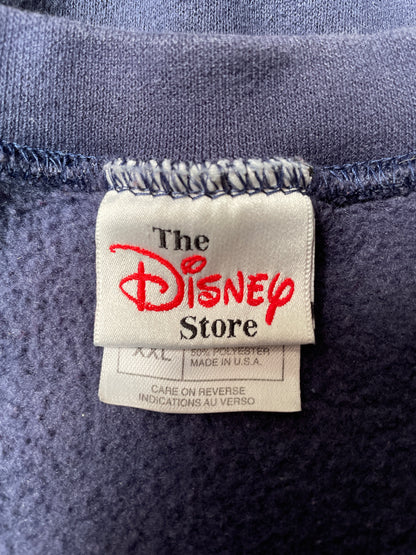 The
Disney
Store
XXL
50% POLYESTER
MADE IN U.S.A.
CARE ON REVERSE
INDICATIONS AU VERSO